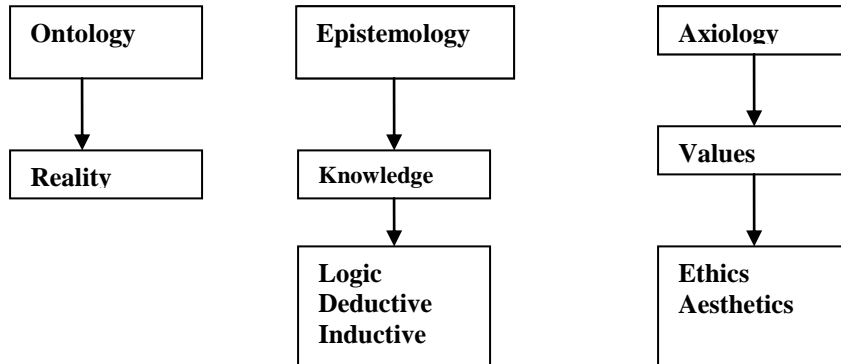 Ontology
Epistemology
Axiology
Reality
Knowledge
Values
Logic
Deductive
Inductive
Ethics
Aesthetics